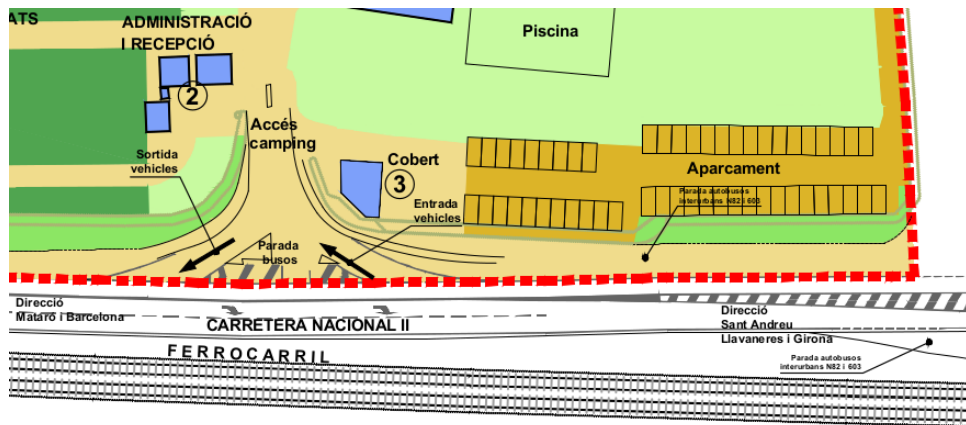 ATS
ADMINISTRACIÓ
I RECEPCIÓ
2
Piscina
Accés
camping
Sortida
vehicles
Cobert
3
Entrada
vehicles
Aparcament
Parada autobusos
interurbans N82 i 603
Parada
busos
Direcció
Mataró i Barcelona
CARRETERA NACIONAL II
Direcció
Sant Andreu
Llavaneres i Girona
FERROCARRIL
Parada autobusos
interurbans N82 i 603